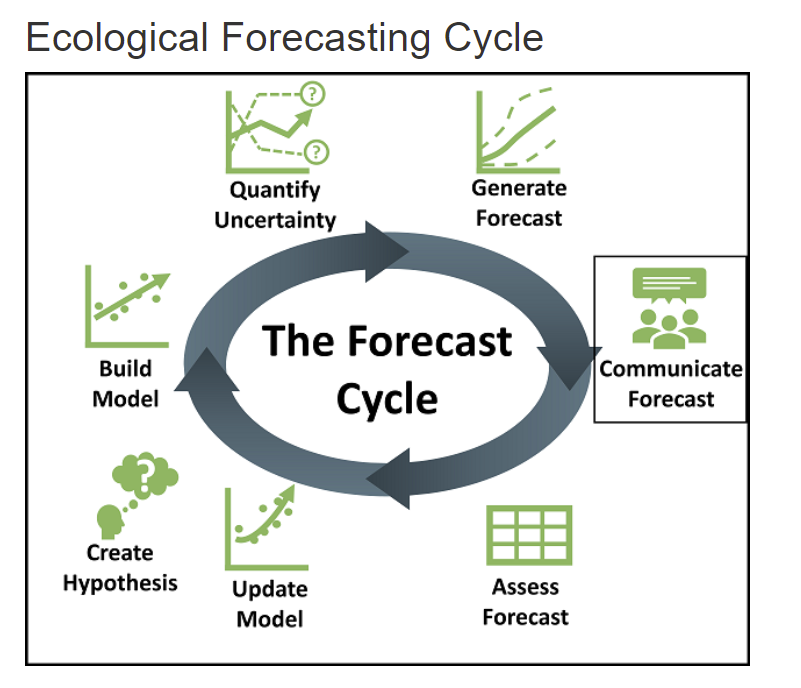 Ecological Forecasting Cycle
?
?
Quantify
Uncertainty
Generate
Forecast
Build
Model
The Forecast
Cycle
Communicate
Forecast
?
Create
Hypothesis
Update
Model
Assess
Forecast